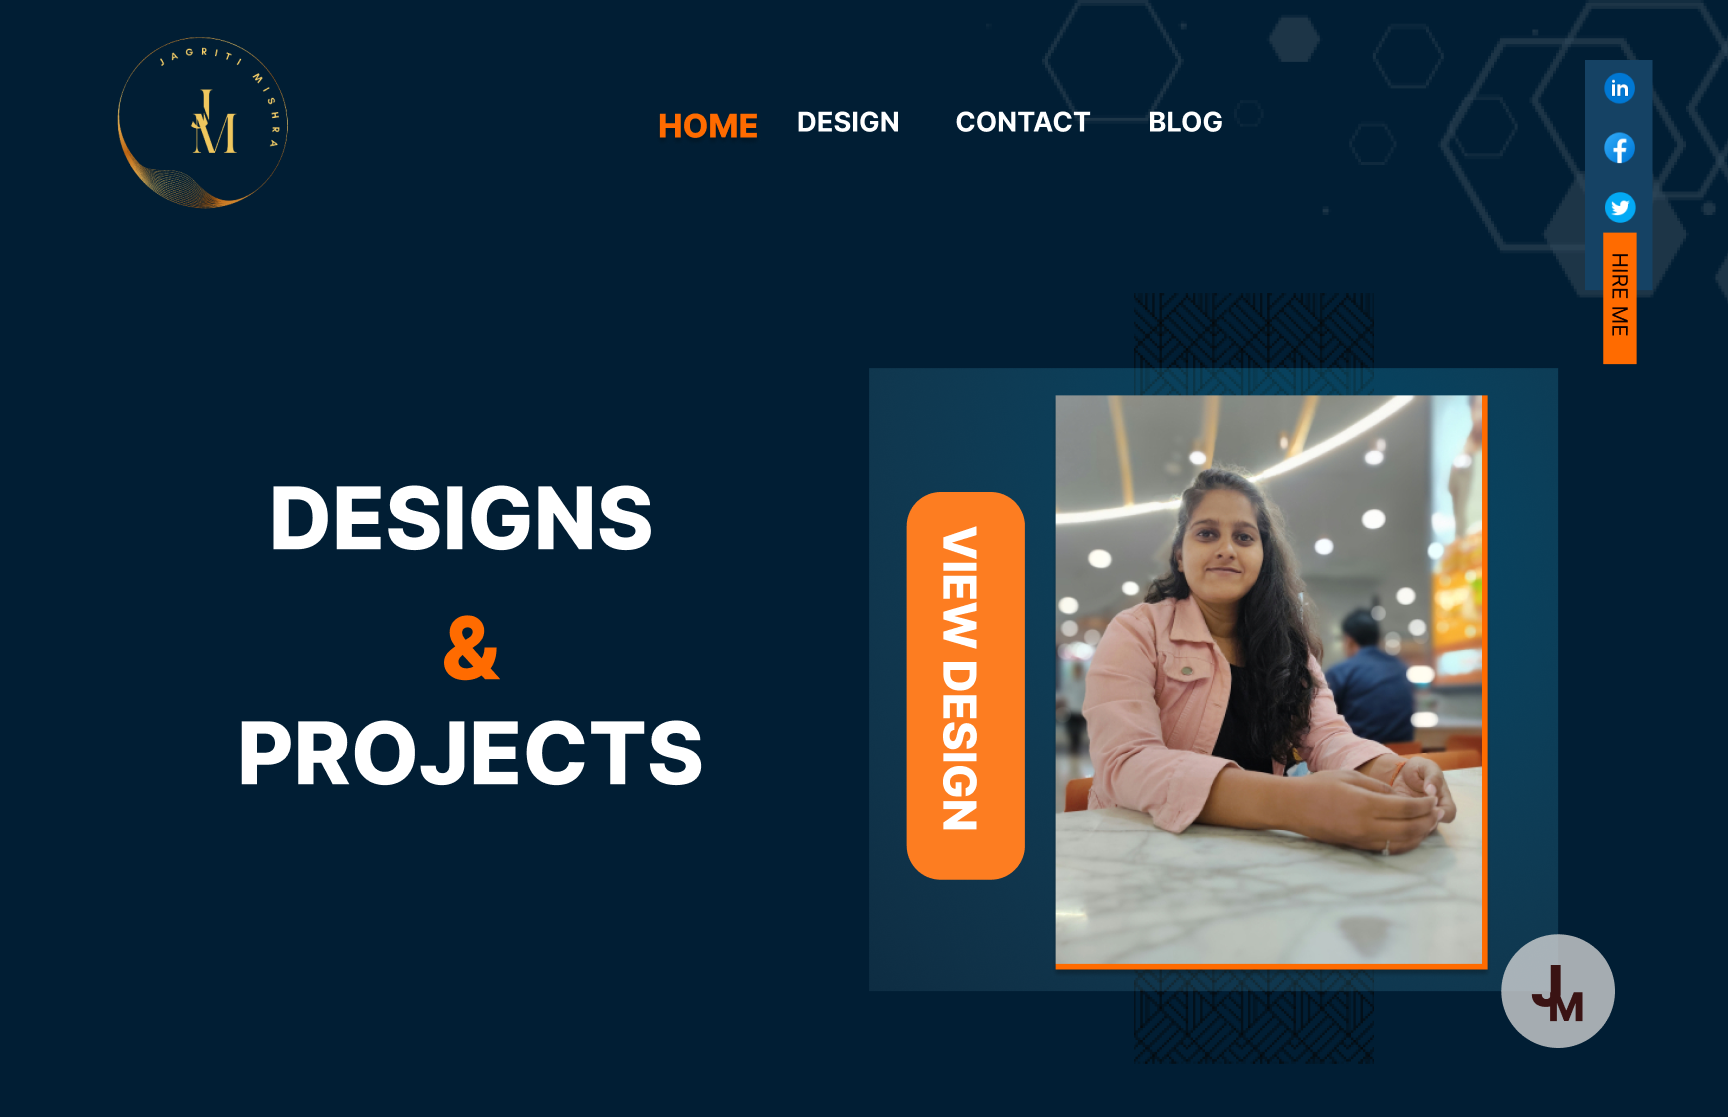 JAGRITI MISHRA
JM
HOME DESIGN CONTACT BLOG
in
f
HIRE ME
DESIGNS
&
PROJECTS
VIEW DESIGN
JM